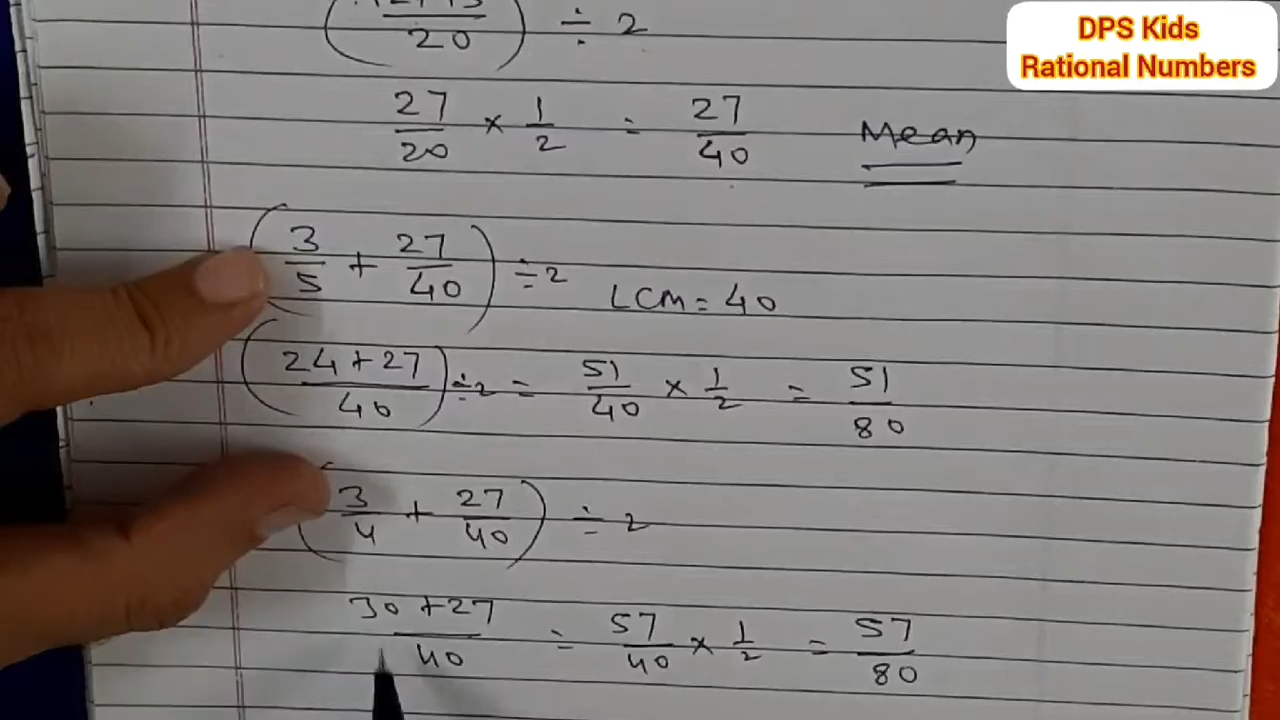 DPS Kids
Rational Numbers
20 ) ÷ 2
27/20 × 1/2 = 27/40 Mean
(3/5 + 27/40) ÷2 LCM = 40
(24+27/40) ÷2 = 51/40 × 1/2 = 51/80
(3/4 + 27/40) ÷ 2
30+27/40 = 57/40 × 1/2 = 57/80